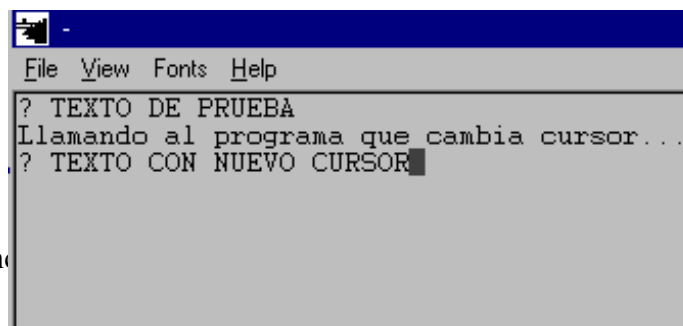 -
File View Fonts Help
? TEXTO DE PRUEBA
Llamando al programa que cambia cursor...
? TEXTO CON NUEVO CURSOR